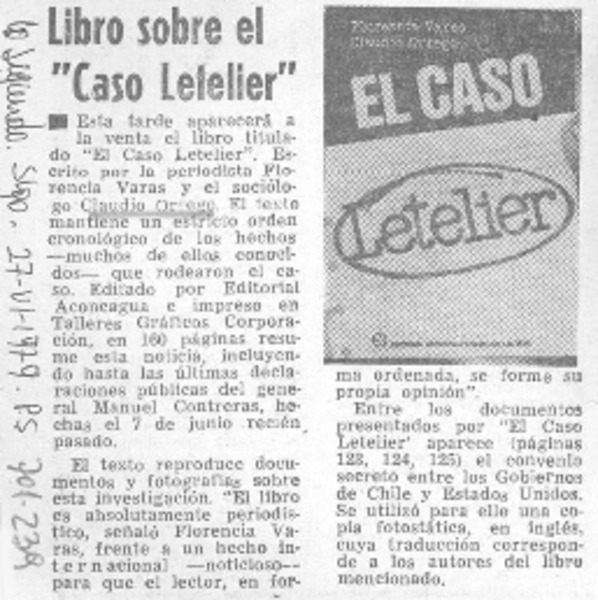 Libro sobre el
"Caso Letelier"
Esta tarde aparecerá a
la venta el libro titula-
do "El Caso Letelier". Es-
crito por la periodista Flo-
rencia Varas y el sociólo-
go Claudio Orrego. El texto
mantiene un estricto orden
cronológico de los hechos
—muchos de ellos conoci-
dos— que rodearon el ca-
so. Editado por Editorial
Aconcagua e impreso en
Talleres Gráficos Corpora-
ción, en 160 páginas resu-
me esta noticia, incluyen-
do hasta las últimas decla-
raciones públicas del gene-
ral Manuel Contreras, he-
chas el 7 de junio recién
pasado.
El texto reproduce docu-
mentos y fotografías sobre
esta investigación. "El libro
es absolutamente periodís-
tico, señaló Florencia Va-
ras, frente a un hecho in-
ternacional —noticioso—
para que el lector, en for-
Florencia Varas
Claudio Orrego
EL CASO
Letelier
ma ordenada, se forme su
propia opinión".
Entre los documentos
presentados por "El Caso
Letelier' aparece (páginas
123, 124, 125) el convenio
secreto entre los Gobiernos
de Chile y Estados Unidos.
Se utilizó para ello una co-
pia fotostática, en inglés,
cuya traducción correspon-
de a los autores del libro
mencionado.
La Segunda. Stgo. 27-VI-1979. P5
701-239